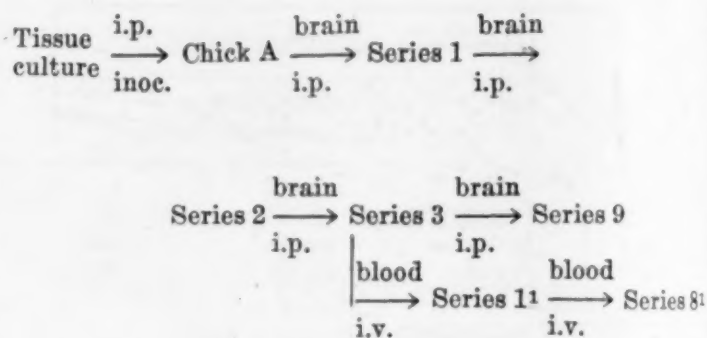 i.p. brain brain
Tissue culture ⟶ Chick A ⟶ Series 1 ⟶
inoc. i.p. i.p.
brain brain
Series 2 ⟶ Series 3 ⟶ Series 9
i.p. i.p.
blood blood
⟶ Series 1¹ ⟶ Series 8¹
i.v. i.v.